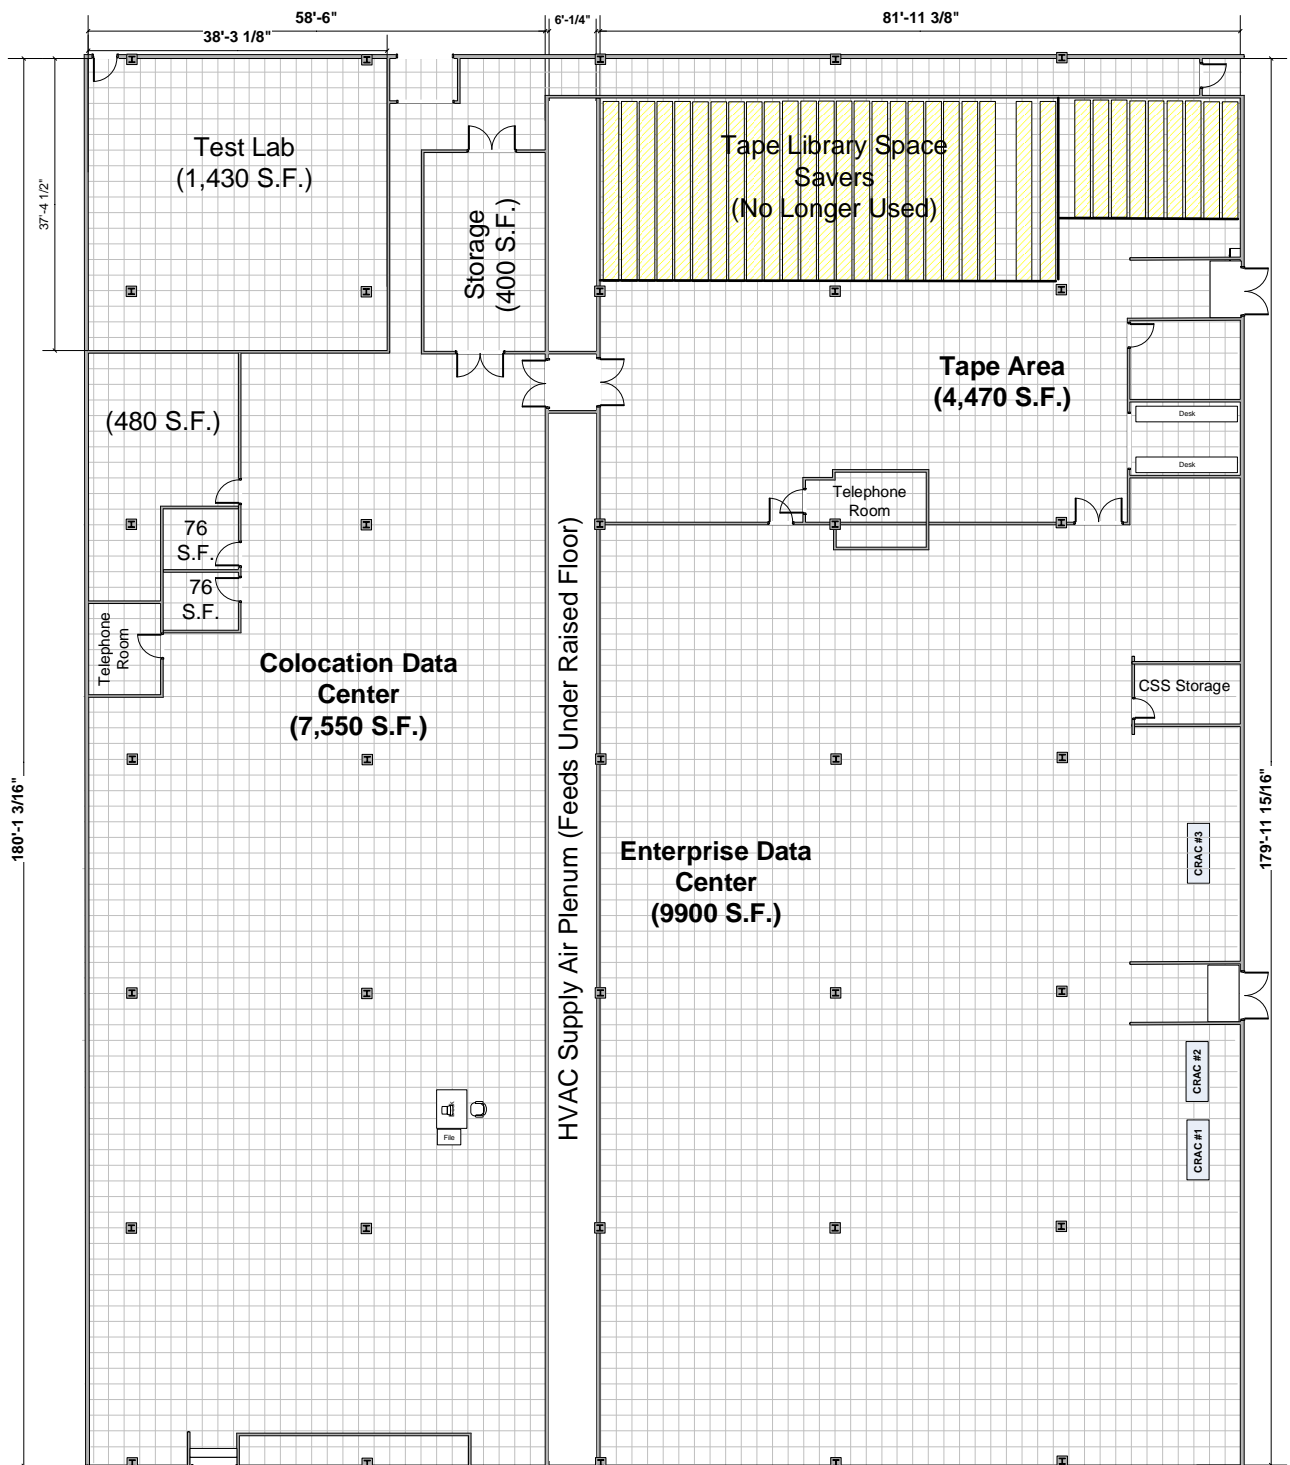 58'-6"
6'-1/4"
81'-11 3/8"
38'-3 1/8"
37'-4 1/2"
Test Lab
(1,430 S.F.)
Storage
(400 S.F.)
Tape Library Space
Savers
(No Longer Used)
Tape Area
(4,470 S.F.)
(480 S.F.)
Desk
Desk
Telephone
Room
76
S.F.
76
S.F.
Telephone
Room
Colocation Data
Center
(7,550 S.F.)
HVAC Supply Air Plenum (Feeds Under Raised Floor)
CSS Storage
180'-1 3/16"
179'-11 15/16"
Enterprise Data
Center
(9900 S.F.)
CRAC #3
CRAC #2
CRAC #1
File